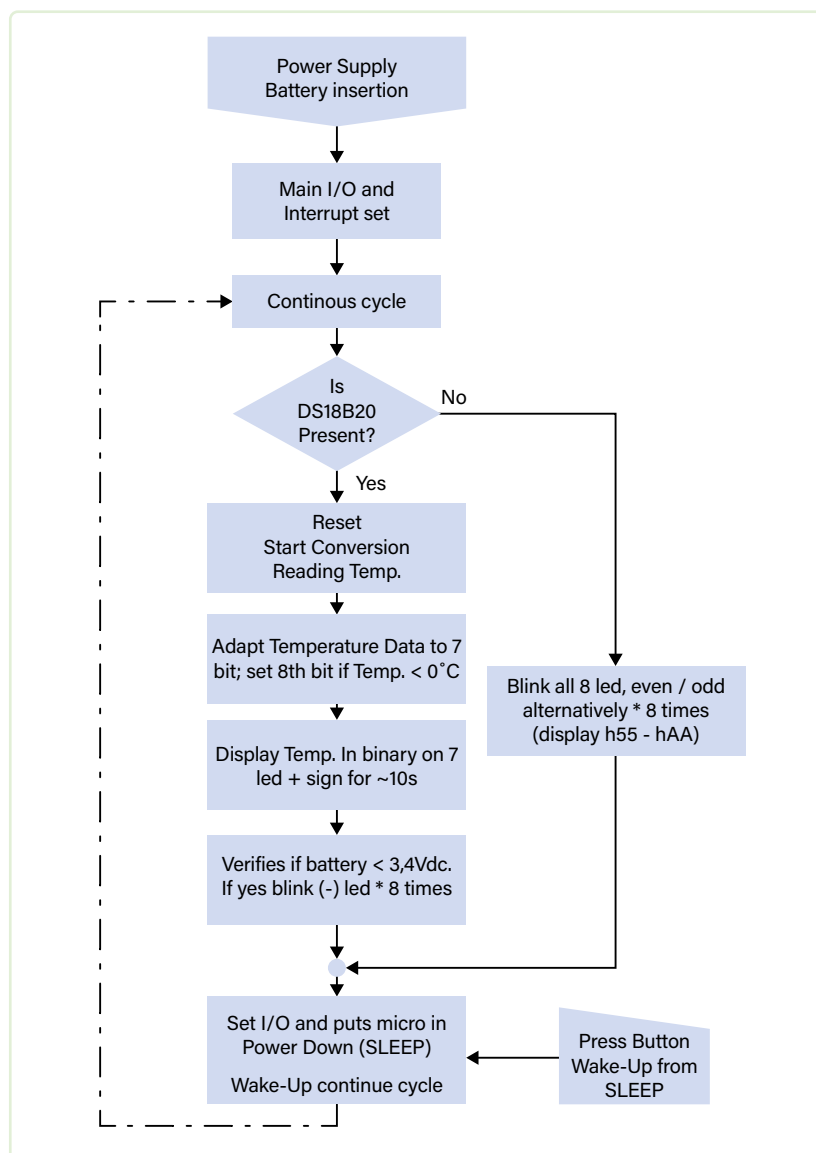 Power Supply
Battery insertion
Main I/O and
Interrupt set
Continous cycle
Is
DS18B20
Present?
No
Yes
Reset
Start Conversion
Reading Temp.
Adapt Temperature Data to 7
bit; set 8th bit if Temp. < 0˚C
Blink all 8 led, even / odd
alternatively * 8 times
(display h55 - hAA)
Display Temp. In binary on 7
led + sign for ~10s
Verifies if battery < 3,4Vdc.
If yes blink (-) led * 8 times
Set I/O and puts micro in
Power Down (SLEEP)
Wake-Up continue cycle
Press Button
Wake-Up from
SLEEP